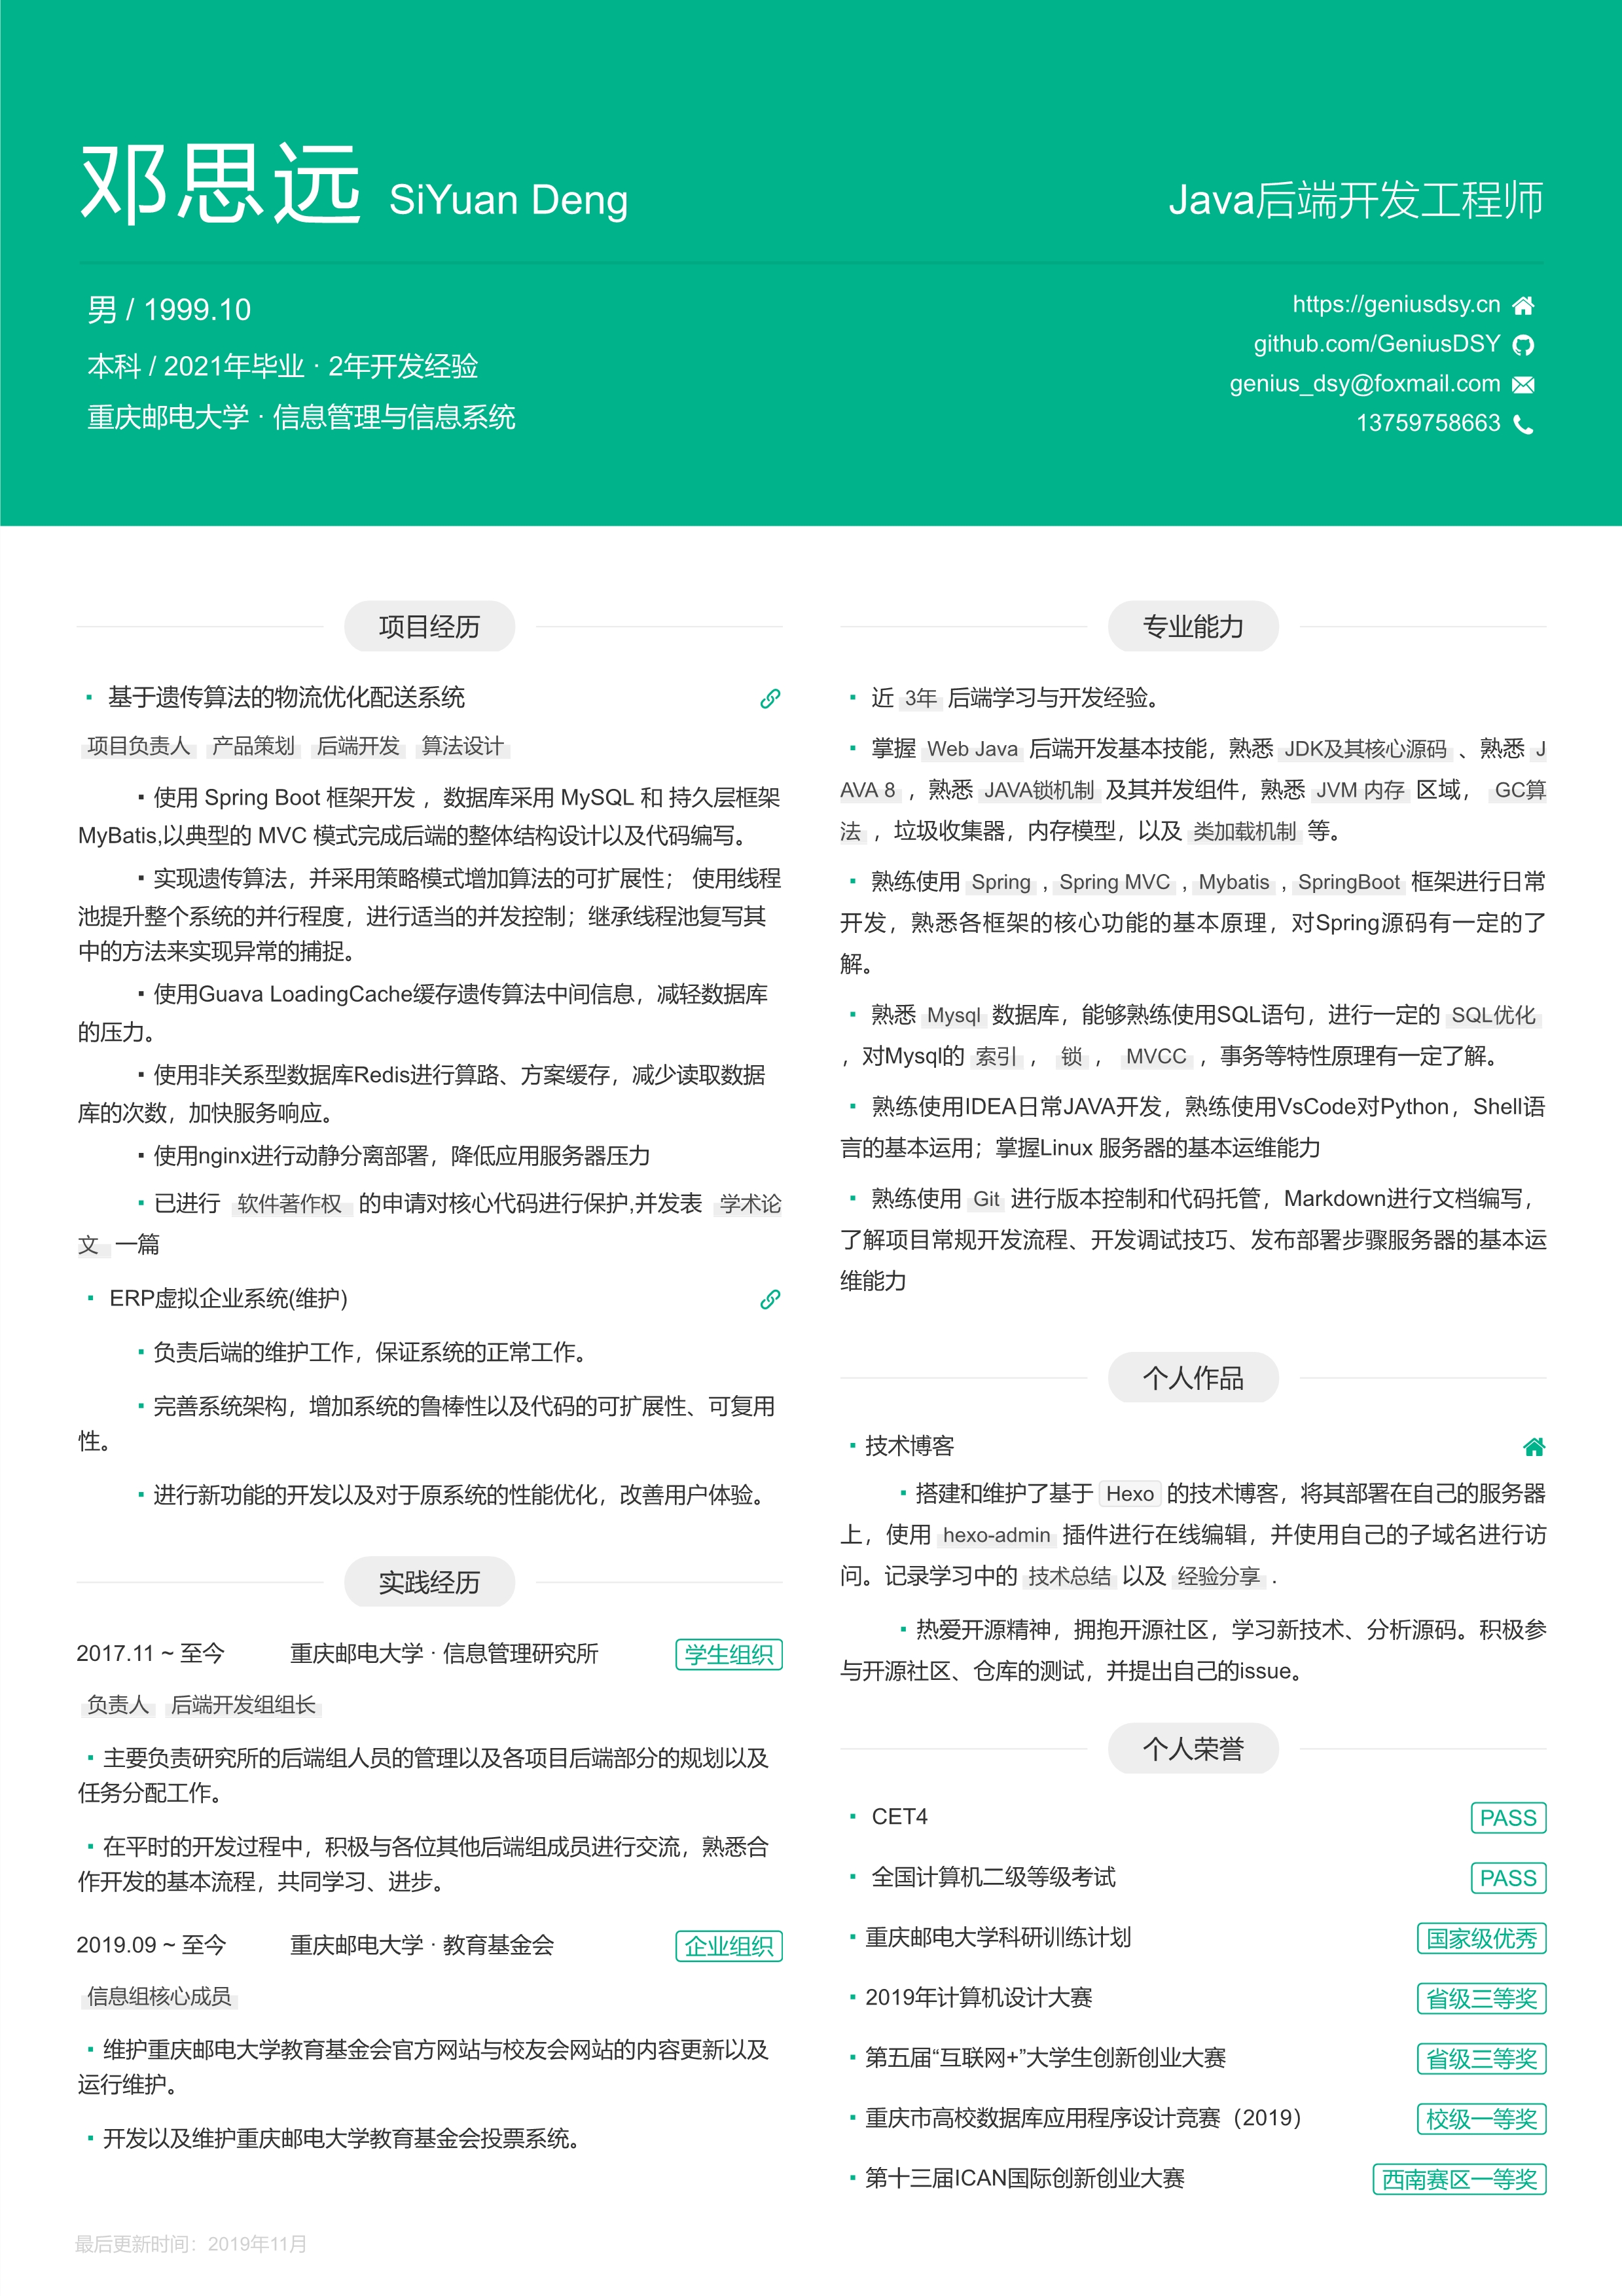 邓思远 SiYuan Deng
Java后端开发工程师
男 / 1999.10
本科 / 2021年毕业 · 2年开发经验
重庆邮电大学 · 信息管理与信息系统
https://geniusdsy.cn
github.com/GeniusDSY
genius_dsy@foxmail.com
13759758663
项目经历
▪ 基于遗传算法的物流优化配送系统
项目负责人 产品策划 后端开发 算法设计
▪ 使用 Spring Boot 框架开发 ，数据库采用 MySQL 和 持久层框架
MyBatis,以典型的 MVC 模式完成后端的整体结构设计以及代码编写。
▪ 实现遗传算法，并采用策略模式增加算法的可扩展性； 使用线程
池提升整个系统的并行程度，进行适当的并发控制；继承线程池复写其
中的方法来实现异常的捕捉。
▪ 使用Guava LoadingCache缓存遗传算法中间信息，减轻数据库
的压力。
▪ 使用非关系型数据库Redis进行算路、方案缓存，减少读取数据
库的次数，加快服务响应。
▪ 使用nginx进行动静分离部署，降低应用服务器压力
▪ 已进行 软件著作权 的申请对核心代码进行保护,并发表 学术论
文 一篇
▪ ERP虚拟企业系统(维护)
▪ 负责后端的维护工作，保证系统的正常工作。
▪ 完善系统架构，增加系统的鲁棒性以及代码的可扩展性、可复用
性。
▪ 进行新功能的开发以及对于原系统的性能优化，改善用户体验。
实践经历
2017.11 ~ 至今 重庆邮电大学 · 信息管理研究所 学生组织
负责人 后端开发组组长
▪ 主要负责研究所的后端组人员的管理以及各项目后端部分的规划以及
任务分配工作。
▪ 在平时的开发过程中，积极与各位其他后端组成员进行交流，熟悉合
作开发的基本流程，共同学习、进步。
2019.09 ~ 至今 重庆邮电大学 · 教育基金会 企业组织
信息组核心成员
▪ 维护重庆邮电大学教育基金会官方网站与校友会网站的内容更新以及
运行维护。
▪ 开发以及维护重庆邮电大学教育基金会投票系统。
专业能力
▪ 近 3年 后端学习与开发经验。
▪ 掌握 Web Java 后端开发基本技能，熟悉 JDK及其核心源码 、熟悉 J
AVA 8 ，熟悉 JAVA锁机制 及其并发组件，熟悉 JVM 内存 区域， GC算
法 ，垃圾收集器，内存模型，以及 类加载机制 等。
▪ 熟练使用 Spring , Spring MVC , Mybatis , SpringBoot 框架进行日常
开发，熟悉各框架的核心功能的基本原理，对Spring源码有一定的了
解。
▪ 熟悉 Mysql 数据库，能够熟练使用SQL语句，进行一定的 SQL优化
，对Mysql的 索引 ， 锁 ， MVCC ，事务等特性原理有一定了解。
▪ 熟练使用IDEA日常JAVA开发，熟练使用VsCode对Python，Shell语
言的基本运用；掌握Linux 服务器的基本运维能力
▪ 熟练使用 Git 进行版本控制和代码托管，Markdown进行文档编写，
了解项目常规开发流程、开发调试技巧、发布部署步骤服务器的基本运
维能力
个人作品
▪ 技术博客
▪ 搭建和维护了基于 Hexo 的技术博客，将其部署在自己的服务器
上，使用 hexo-admin 插件进行在线编辑，并使用自己的子域名进行访
问。记录学习中的 技术总结 以及 经验分享 .
▪ 热爱开源精神，拥抱开源社区，学习新技术、分析源码。积极参
与开源社区、仓库的测试，并提出自己的issue。
个人荣誉
▪ CET4 PASS
▪ 全国计算机二级等级考试 PASS
▪ 重庆邮电大学科研训练计划 国家级优秀
▪ 2019年计算机设计大赛 省级三等奖
▪ 第五届“互联网+”大学生创新创业大赛 省级三等奖
▪ 重庆市高校数据库应用程序设计竞赛（2019） 校级一等奖
▪ 第十三届ICAN国际创新创业大赛 西南赛区一等奖
最后更新时间：2019年11月